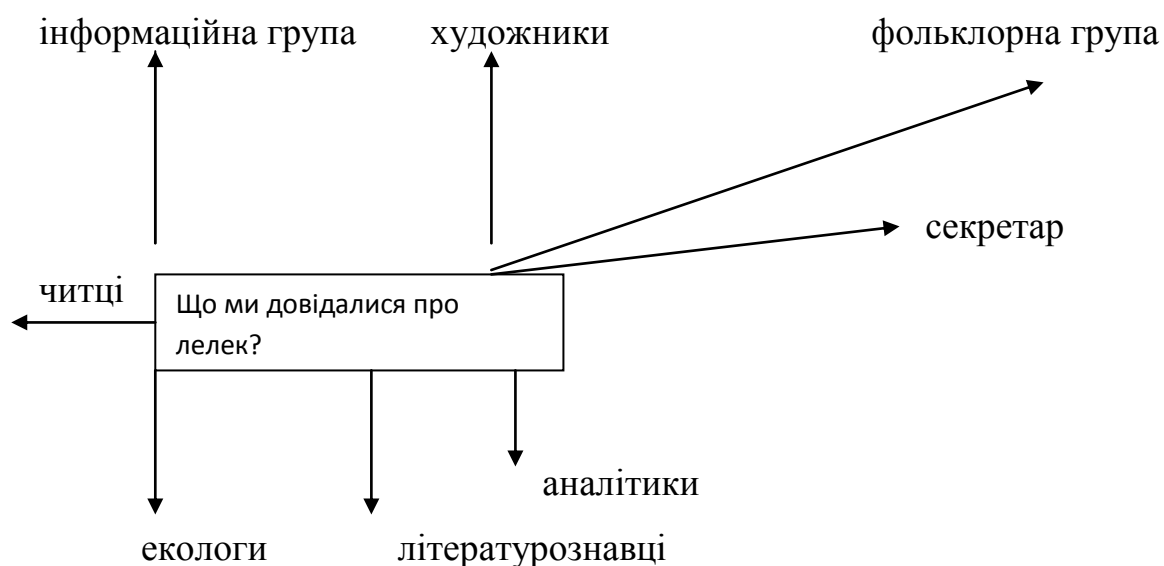 інформаційна група
художники
фольклорна група
секретар
читці
Що ми довідалися про
лелек?
аналітики
екологи
літературознавці